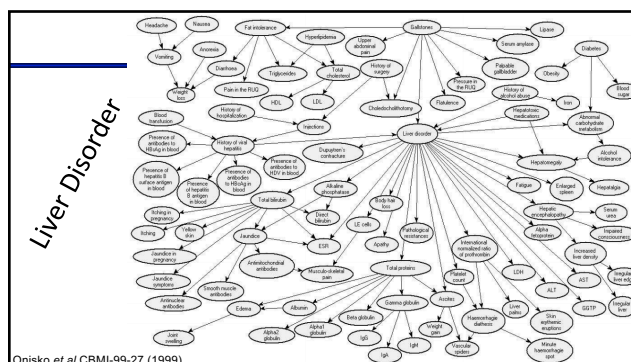 Liver Disorder
Headache
Nausea
Vomiting
Anorexia
Weight loss
Diarrhoea
Fat intolerance
Hyperlipidemia
Gallstones
Upper abdominal pain
Lipase
Serum amylase
Palpable gallbladder
Diabetes
Obesity
Blood sugar
Pain in the RUQ
Triglycerides
Total cholesterol
HDL
LDL
History of surgery
Choledocholithotomy
Flatulence
Pressure in the RUQ
History of alcohol abuse
Iron
Hepatotoxic medications
Abnormal carbohydrate metabolism
Alcohol intolerance
History of hospitalization
Blood transfusion
Injections
Liver disorder
Presence of antibodies to HBcAg in blood
History of viral hepatitis
Dupuytren's contracture
Hepatomegaly
Presence of hepatitis B surface antigen in blood
Presence of hepatitis B antigen in blood
Presence of antibodies to HBsAg in blood
Presence of antibodies to HDV in blood
Fatigue
Enlarged spleen
Hepatalgia
Total bilirubin
Alkaline phosphatase
Body hair loss
Hepatic encephalopathy
Serum urea
Itching in pregnancy
Itching
Yellow skin
Direct bilirubin
LE cells
Pathological resistances
International normalized ratio of prothrombin
Alpha fetoprotein
Impaired consciousness
Jaundice
ESR
Apathy
Jaundice in pregnancy
Antimitochondrial antibodies
Musculo-skeletal pain
Total proteins
Platelet count
LDH
ALT
AST
Increased liver density
Irregular liver edge
Jaundice symptoms
Smooth muscle antibodies
Antinuclear antibodies
Edema
Albumin
Gamma globulin
Ascites
Haemorrhagie diathesis
Liver palms
GGTP
Irregular liver
Joint swelling
Alpha2 globulin
Alpha1 globulin
Beta globulin
IgG
IgA
IgM
Weight gain
Vascular spiders
Skin erythemic eruptions
Minute haemorrhage spot
Onisko et al CBMI-99-27 (1999)